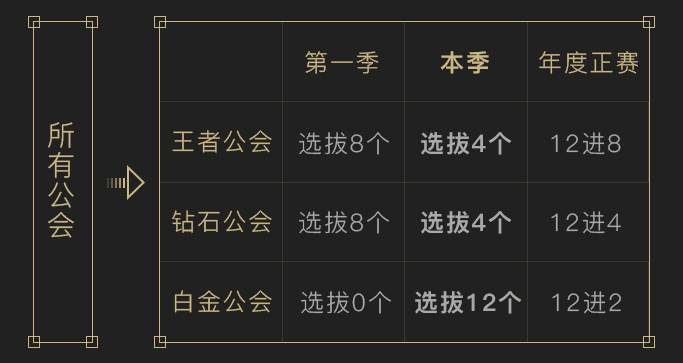 所有公会
第一季 本季 年度正赛
王者公会 选拔8个 选拔4个 12进8
钻石公会 选拔8个 选拔4个 12进4
白金公会 选拔0个 选拔12个 12进2